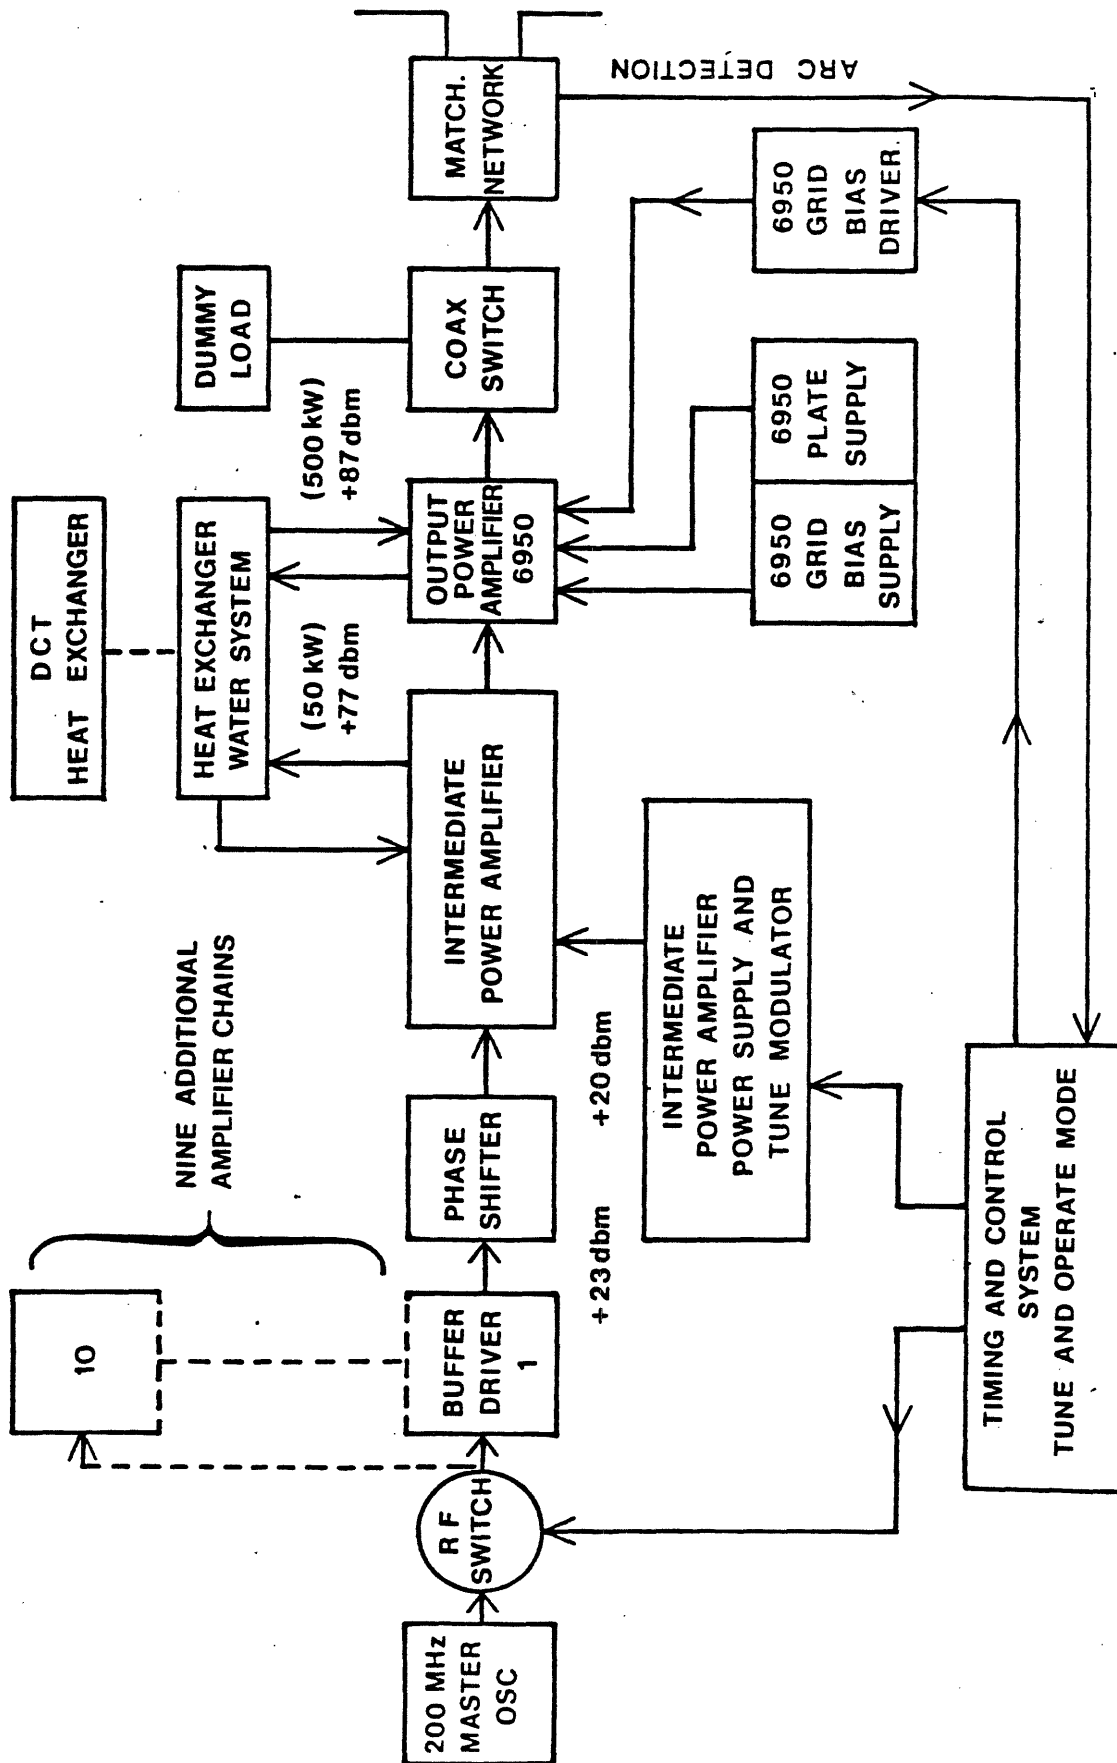 DCT
HEAT EXCHANGER
HEAT EXCHANGER
WATER SYSTEM
DUMMY
LOAD
NINE ADDITIONAL
AMPLIFIER CHAINS
10
(50 kW)
+77 dbm
(500 kW)
+87 dbm
200 MHz
MASTER
OSC
RF
SWITCH
BUFFER
DRIVER
1
PHASE
SHIFTER
INTERMEDIATE
POWER AMPLIFIER
OUTPUT
POWER
AMPLIFIER
6950
COAX
SWITCH
MATCH.
NETWORK
+23 dbm
+20 dbm
ARC DETECTION
INTERMEDIATE
POWER AMPLIFIER
POWER SUPPLY AND
TUNE MODULATOR
6950
GRID
BIAS
SUPPLY
6950
PLATE
SUPPLY
6950
GRID
BIAS
DRIVER.
TIMING AND CONTROL
SYSTEM
TUNE AND OPERATE MODE